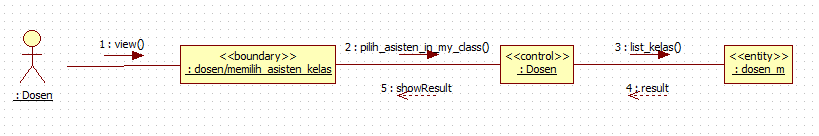 1 : view()
2 : pilih_asisten_in_my_class()
3 : list_kelas()
<<boundary>>
: dosen/memilih_asisten_kelas
<<control>>
: Dosen
<<entity>>
: dosen_m
: Dosen
5 : showResult
4 : result